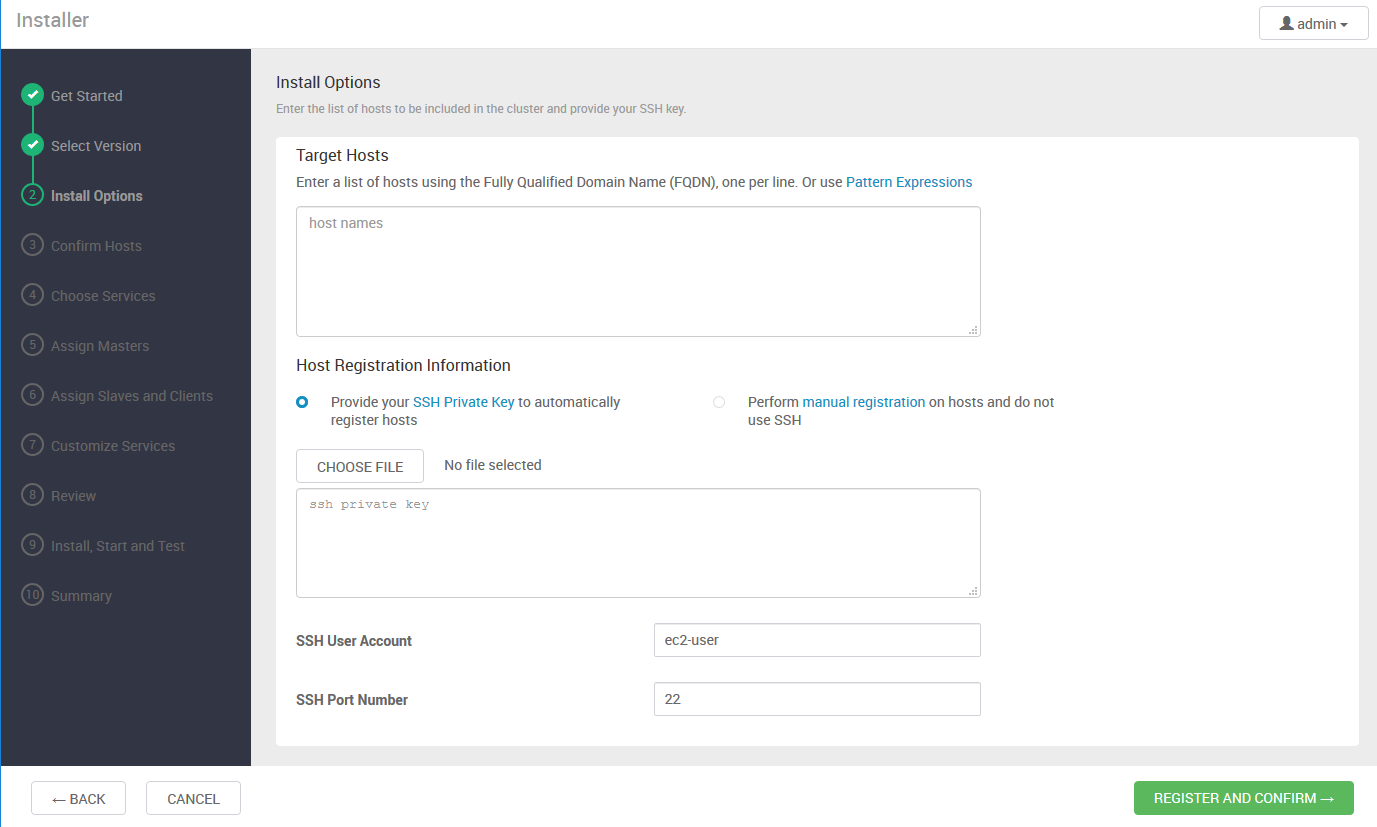 Installer
admin
Get Started
Select Version
2 Install Options
3 Confirm Hosts
4 Choose Services
5 Assign Masters
6 Assign Slaves and Clients
7 Customize Services
8 Review
9 Install, Start and Test
10 Summary
Install Options
Enter the list of hosts to be included in the cluster and provide your SSH key.
Target Hosts
Enter a list of hosts using the Fully Qualified Domain Name (FQDN), one per line. Or use Pattern Expressions
host names
Host Registration Information
Provide your SSH Private Key to automatically
register hosts
Perform manual registration on hosts and do not
use SSH
CHOOSE FILE No file selected
ssh private key
SSH User Account ec2-user
SSH Port Number 22
← BACK CANCEL REGISTER AND CONFIRM →